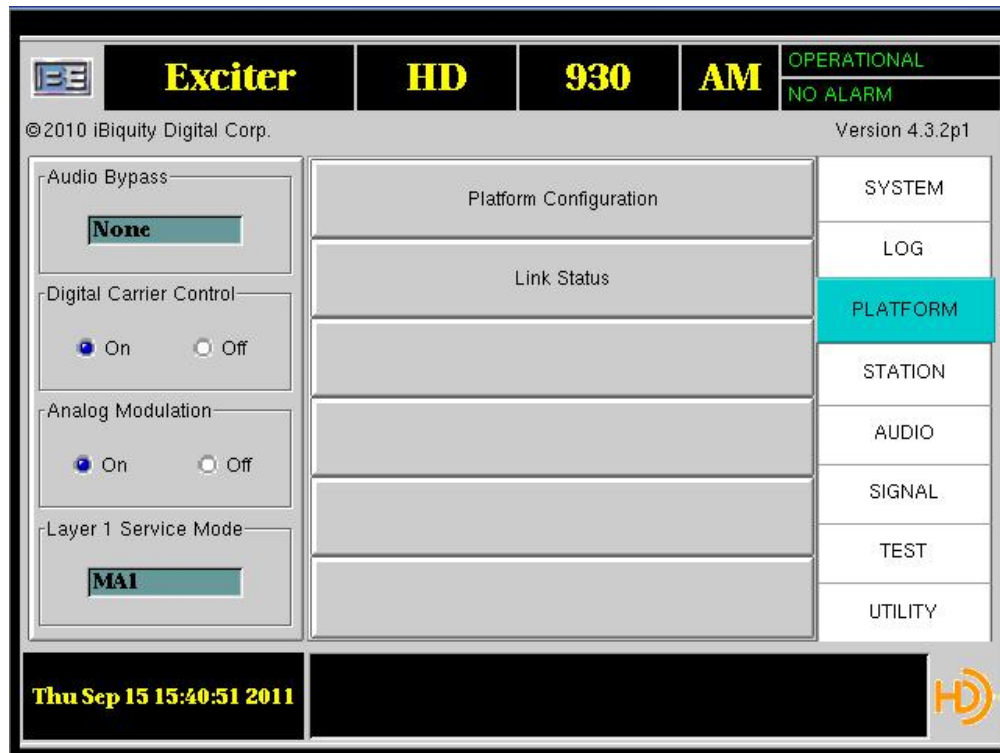 IBE Exciter HD 930 AM OPERATIONAL
NO ALARM
©2010 iBiquity Digital Corp. Version 4.3.2p1
Audio Bypass
None
Digital Carrier Control
On Off
Analog Modulation
On Off
Layer 1 Service Mode
MA1
Platform Configuration
Link Status
SYSTEM
LOG
PLATFORM
STATION
AUDIO
SIGNAL
TEST
UTILITY
Thu Sep 15 15:40:51 2011
HD